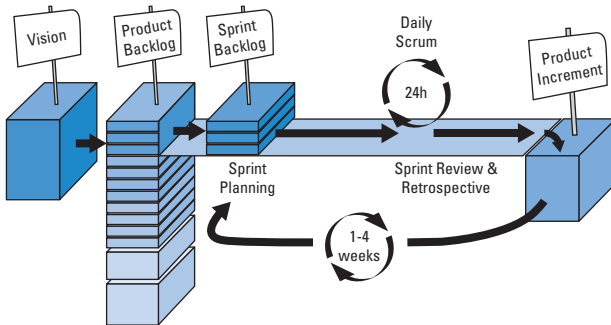 Vision
Product
Backlog
Sprint
Backlog
Daily
Scrum
24h
Product
Increment
Sprint
Planning
Sprint Review &
Retrospective
1-4
weeks